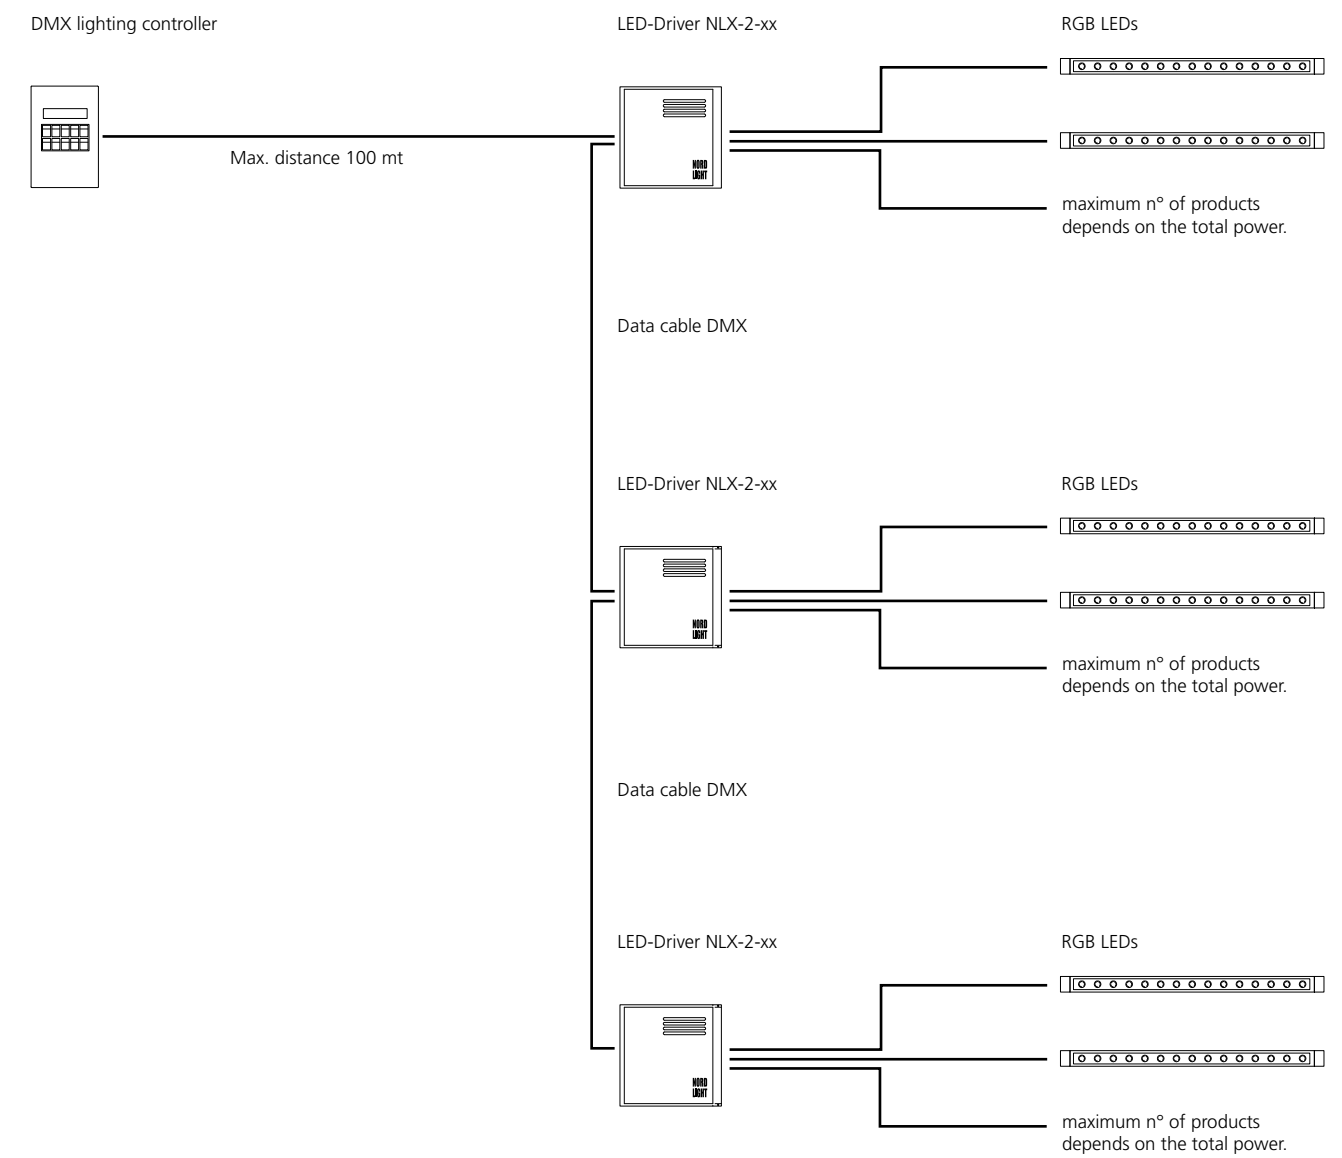 DMX lighting controller
LED-Driver NLX-2-xx
RGB LEDs
Max. distance 100 mt
NORD
LIGHT
maximum n° of products
depends on the total power.
Data cable DMX
LED-Driver NLX-2-xx
RGB LEDs
NORD
LIGHT
maximum n° of products
depends on the total power.
Data cable DMX
LED-Driver NLX-2-xx
RGB LEDs
NORD
LIGHT
maximum n° of products
depends on the total power.